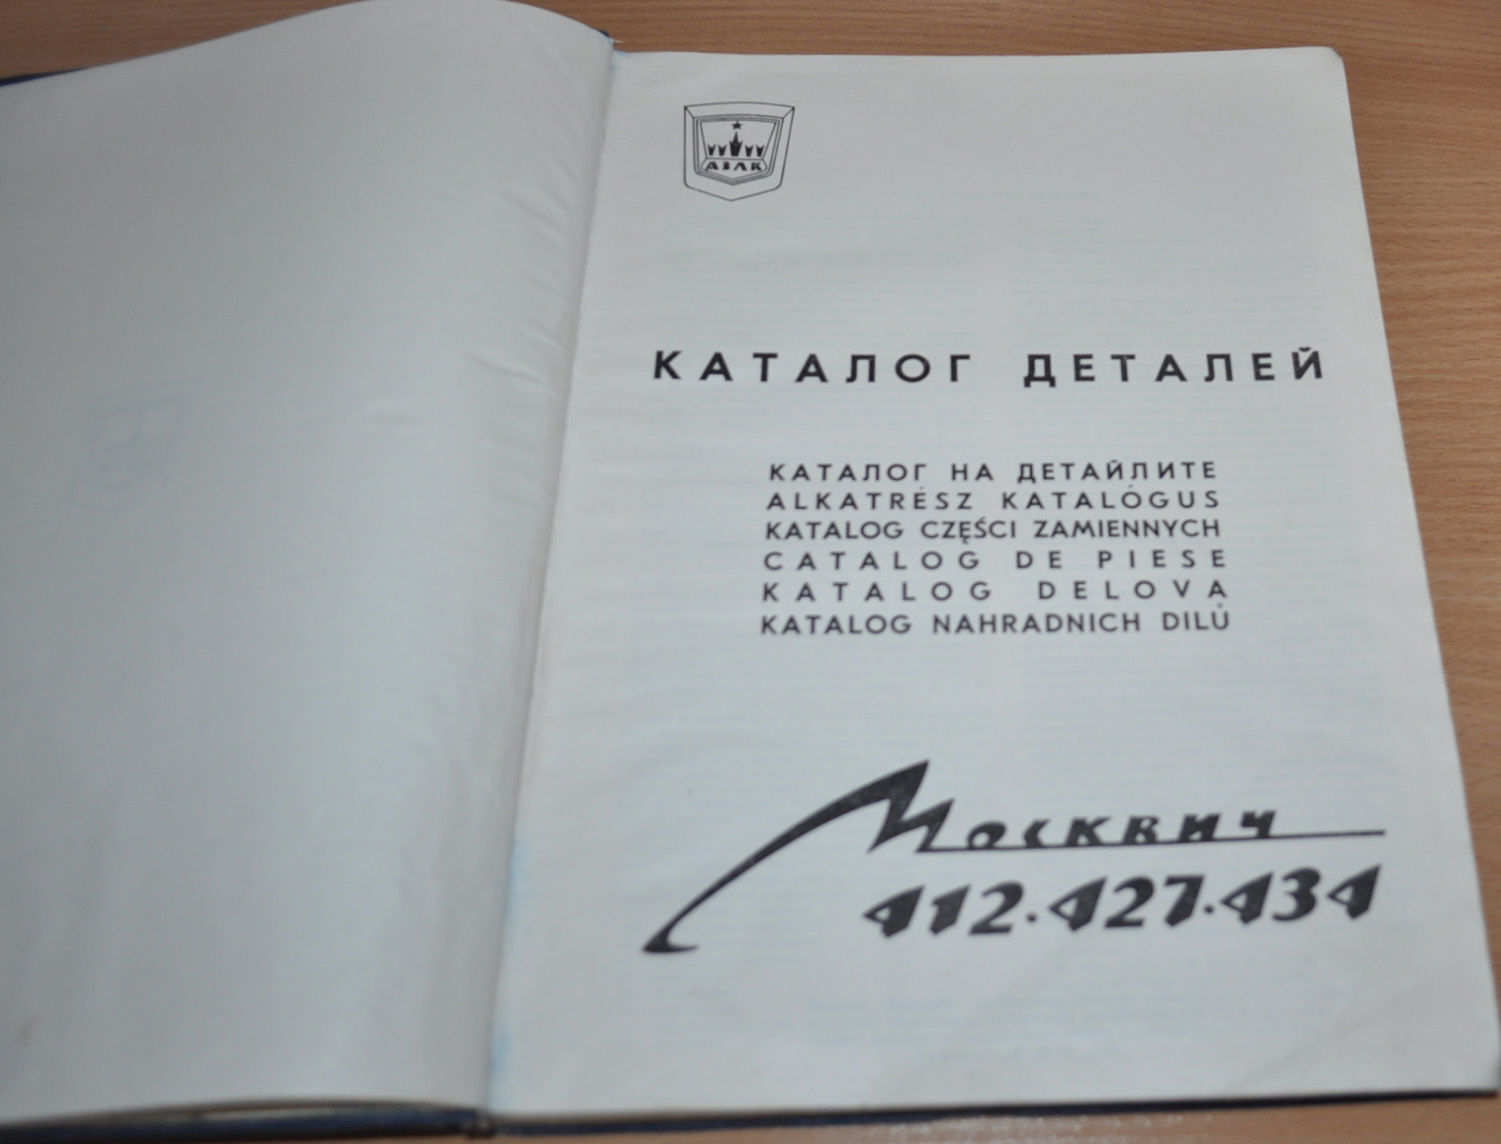 АЗЛК
КАТАЛОГ ДЕТАЛЕЙ
КАТАЛОГ НА ДЕТАЙЛИТЕ
ALKATRÉSZ KATALÓGUS
KATALOG CZĘŚCI ZAMIENNYCH
CATALOG DE PIESE
KATALOG DELOVA
KATALOG NAHRADNICH DILŮ
Москвич
412·427·434